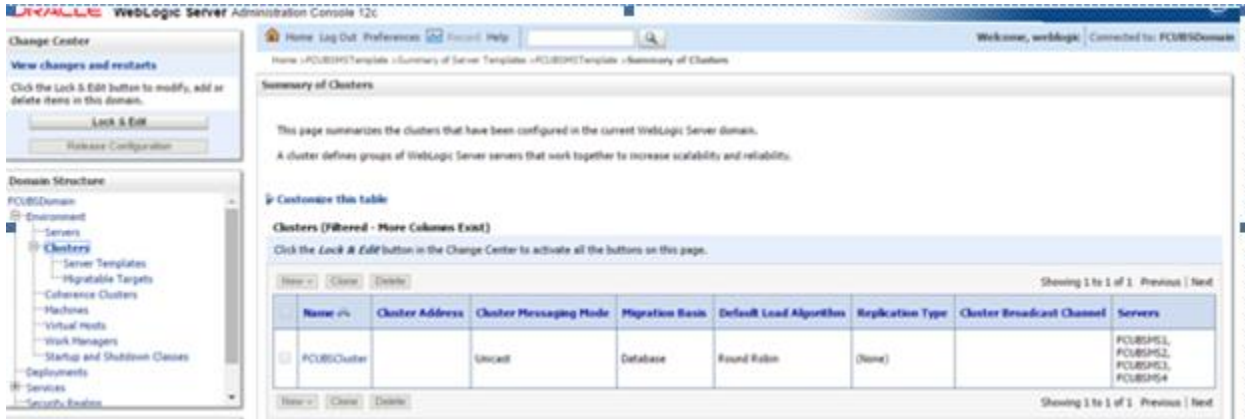 ORACLE WebLogic Server Administration Console 12c
Change Center
View changes and restarts
Click the Lock & Edit button to modify, add or
delete items in this domain.
Lock & Edit
Release Configuration
Domain Structure
FCUBSDomain
Environment
Servers
Clusters
Server Templates
Migratable Targets
Coherence Clusters
Machines
Virtual Hosts
Work Managers
Startup and Shutdown Classes
Deployments
Services
Security Realms
Home Log Out Preferences Record Help
Welcome, weblogic Connected to: FCUBSDomain
Home >FCUBSMSTemplate >Summary of Server Templates >FCUBSMSTemplate >Summary of Clusters
Summary of Clusters
This page summarizes the clusters that have been configured in the current WebLogic Server domain.
A cluster defines groups of WebLogic Server servers that work together to increase scalability and reliability.
Customize this table
Clusters (Filtered - More Columns Exist)
Click the Lock & Edit button in the Change Center to activate all the buttons on this page.
New Clone Delete Showing 1 to 1 of 1 Previous | Next
Name Cluster Address Cluster Messaging Mode Migration Basis Default Load Algorithm Replication Type Cluster Broadcast Channel Servers
FCUBSCluster Unicast Database Round Robin (None) FCUBSMS1,
FCUBSMS2,
FCUBSMS3,
FCUBSMS4
New Clone Delete Showing 1 to 1 of 1 Previous | Next